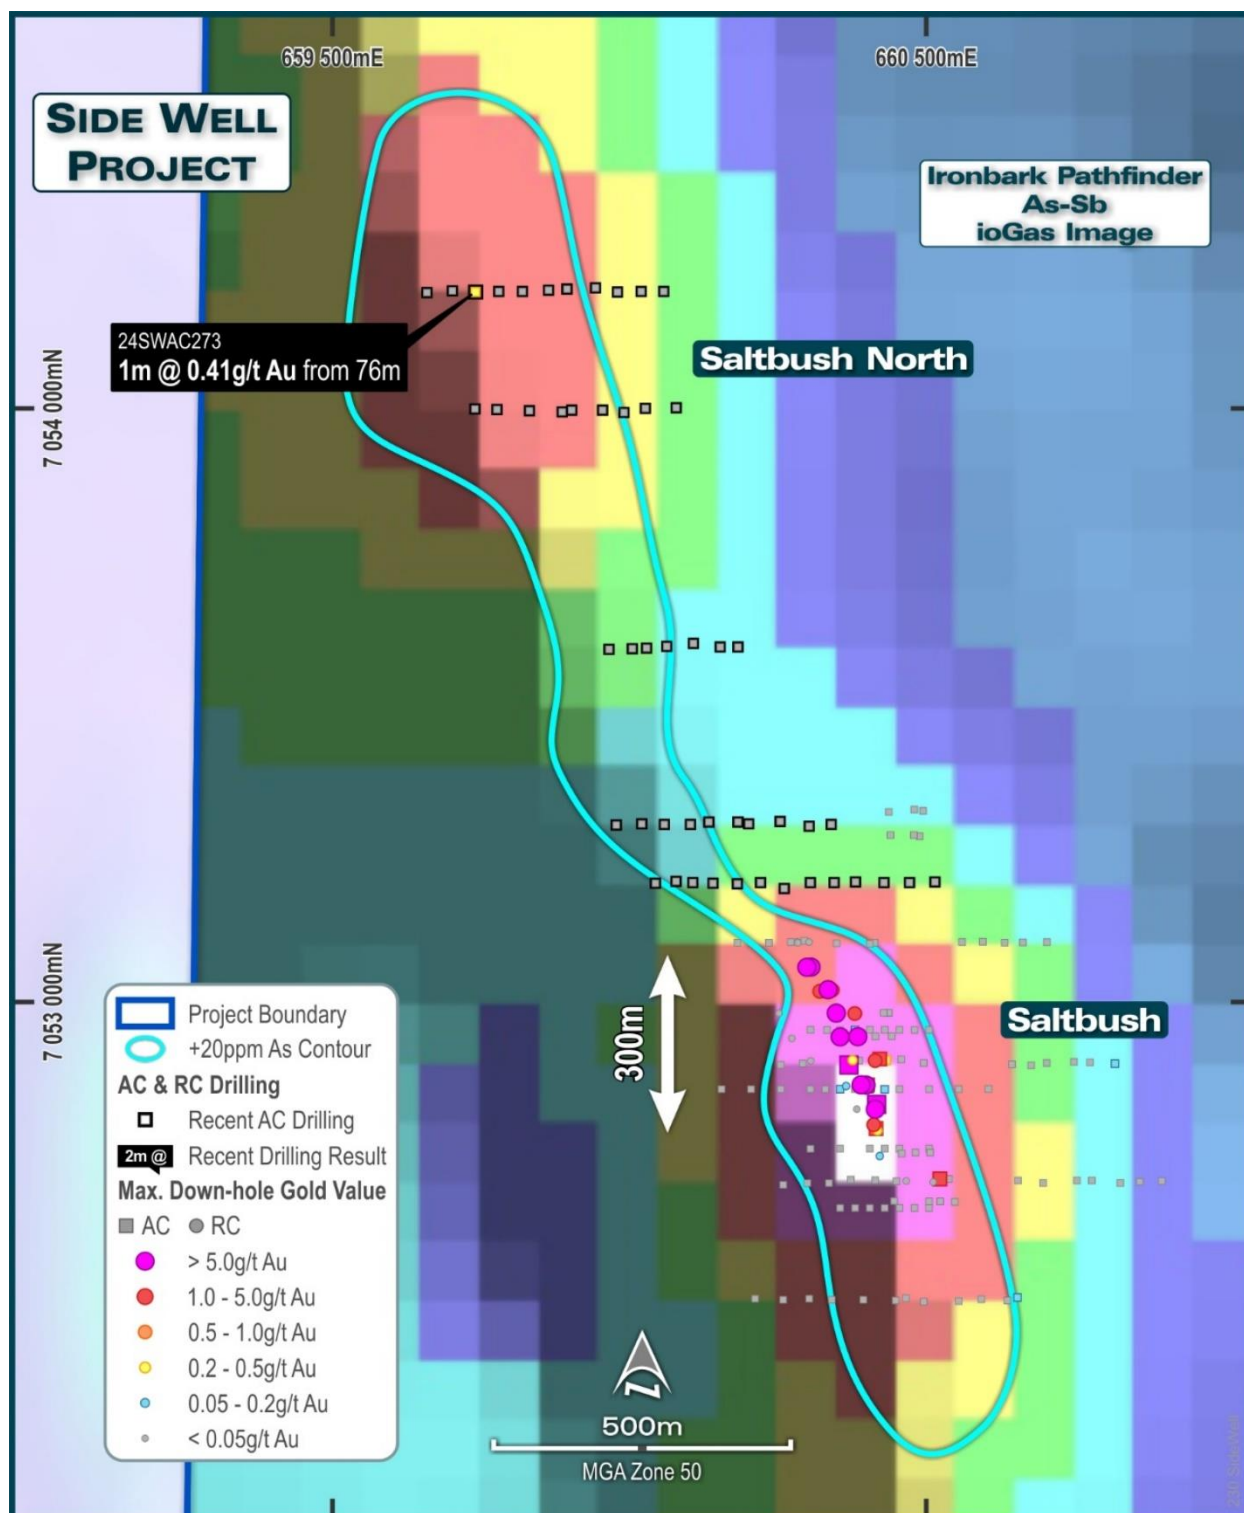 659 500mE
660 500mE
SIDE WELL
PROJECT
Ironbark Pathfinder
As-Sb
ioGas Image
24SWAC273
1m @ 0.41g/t Au from 76m
Saltbush North
7 054 000mN
7 053 000mN
300m
Saltbush
Project Boundary
+20ppm As Contour
AC & RC Drilling
Recent AC Drilling
2m @ Recent Drilling Result
Max. Down-hole Gold Value
AC RC
> 5.0g/t Au
1.0 - 5.0g/t Au
0.5 - 1.0g/t Au
0.2 - 0.5g/t Au
0.05 - 0.2g/t Au
< 0.05g/t Au
N
500m
MGA Zone 50
230 SideWell